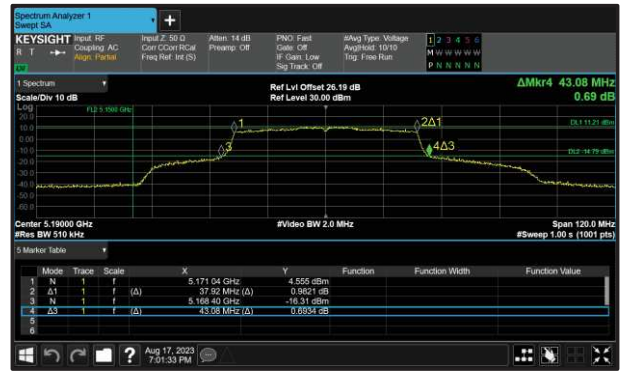 Spectrum Analyzer 1
Swept SA
KEYSIGHT Input: RF Input Z: 50 Ω Atten: 14 dB PNO: Fast #Avg Type: Voltage 1 2 3 4 5 6
R T Coupling: AC Corr CCorr RCal Preamp: Off Gate: Off Avg|Hold: 10/10 M W W W W W
Align: Partial Freq Ref: Int (S) IF Gain: Low Trig: Free Run
Sig Track: Off P N N N N N
1 Spectrum
Scale/Div 10 dB
Ref Lvl Offset 26.19 dB
Ref Level 30.00 dBm
ΔMkr4 43.08 MHz
0.69 dB
Log
20.0
10.0
0.00
-10.0
-20.0
-30.0
-40.0
-50.0
-60.0
FL2 5.1500 GHz
1
2Δ1
3
4Δ3
DL1 11.21 dBm
DL2 -14.79 dBm
Center 5.19000 GHz #Video BW 2.0 MHz Span 120.0 MHz
#Res BW 510 kHz #Sweep 1.00 s (1001 pts)
5 Marker Table
Mode Trace Scale X Y Function Function Width Function Value
1 N 1 f 5.171 04 GHz 4.555 dBm
2 Δ1 1 f (Δ) 37.92 MHz (Δ) 0.9821 dB
3 N 1 f 5.168 40 GHz -16.31 dBm
4 Δ3 1 f (Δ) 43.08 MHz (Δ) 0.6934 dB
5
6
?
Aug 17, 2023
7:01:33 PM